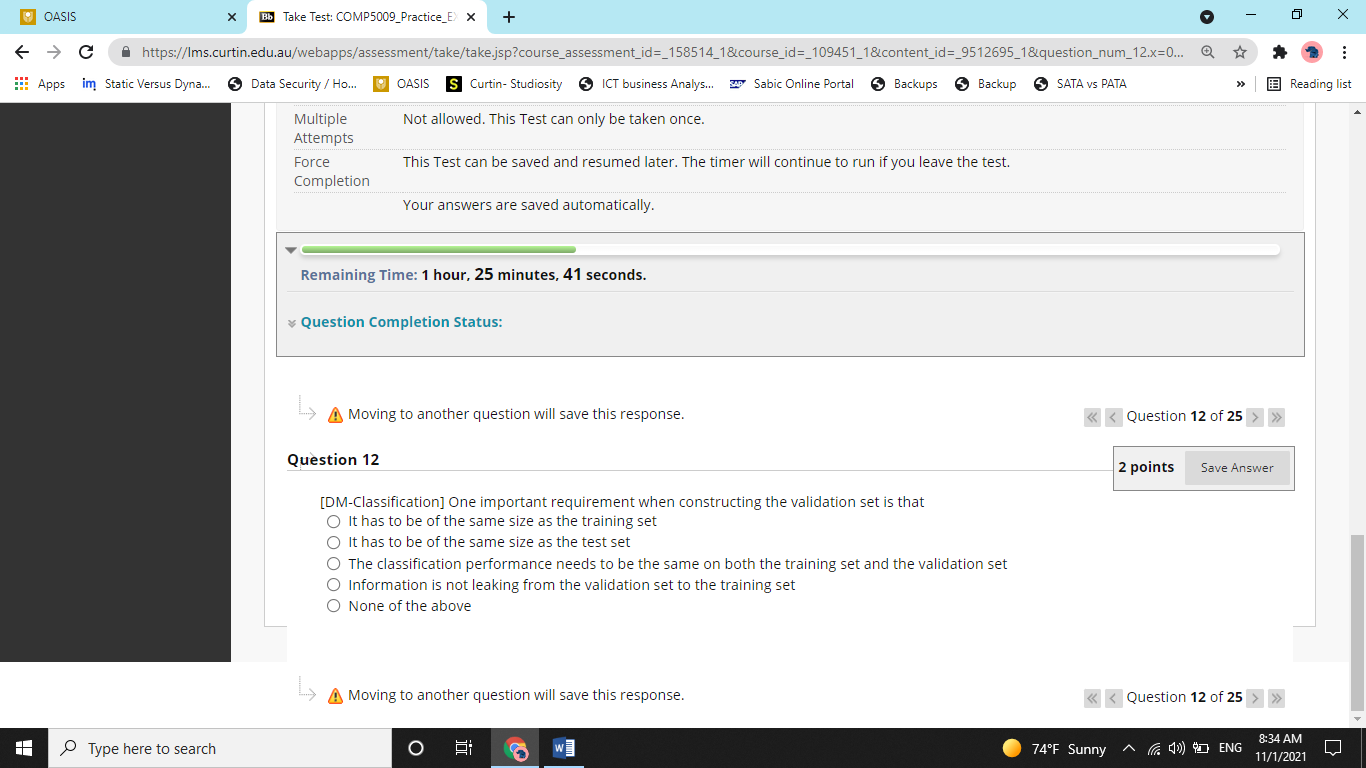 OASIS
Bb Take Test: COMP5009_Practice_E
https://lms.curtin.edu.au/webapps/assessment/take/take.jsp?course_assessment_id=_158514_1&course_id=_109451_1&content_id=_9512695_1&question_num_12.x=0...
Apps im Static Versus Dyna... Data Security / Ho... OASIS S Curtin- Studiosity ICT business Analys... SAP Sabic Online Portal Backups Backup SATA vs PATA » Reading list
Multiple Attempts Not allowed. This Test can only be taken once.
Force Completion This Test can be saved and resumed later. The timer will continue to run if you leave the test.
Your answers are saved automatically.
Remaining Time: 1 hour, 25 minutes, 41 seconds.
Question Completion Status:
Moving to another question will save this response. Question 12 of 25
Question 12
2 points Save Answer
[DM-Classification] One important requirement when constructing the validation set is that
It has to be of the same size as the training set
It has to be of the same size as the test set
The classification performance needs to be the same on both the training set and the validation set
Information is not leaking from the validation set to the training set
None of the above
Moving to another question will save this response. Question 12 of 25
Type here to search W 74°F Sunny ENG 8:34 AM
11/1/2021